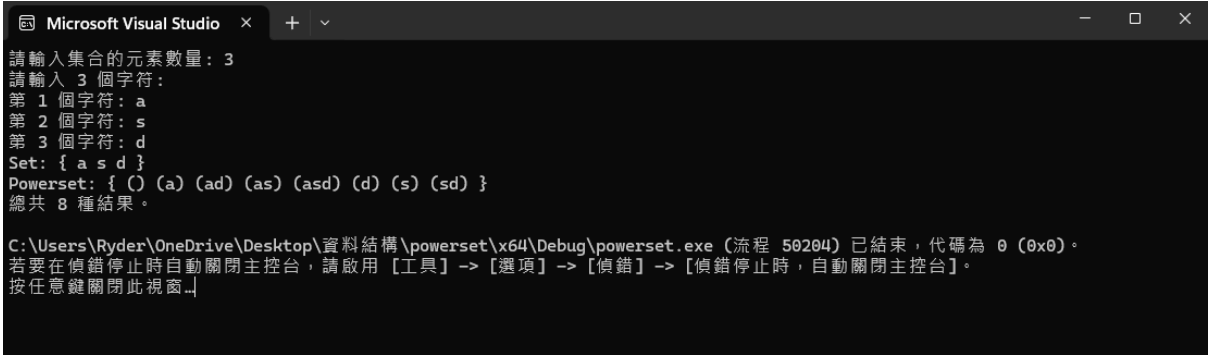 Microsoft Visual Studio
請輸入集合的元素數量: 3
請輸入 3 個字符:
第 1 個字符: a
第 2 個字符: s
第 3 個字符: d
Set: { a s d }
Powerset: { () (a) (ad) (as) (asd) (d) (s) (sd) }
總共 8 種結果。
C:\Users\Ryder\OneDrive\Desktop\資料結構\powerset\x64\Debug\powerset.exe (流程 50204) 已結束，代碼為 0 (0x0)。
若要在偵錯停止時自動關閉主控台，請啟用 [工具] -> [選項] -> [偵錯] -> [偵錯停止時，自動關閉主控台]。
按任意鍵關閉此視窗…